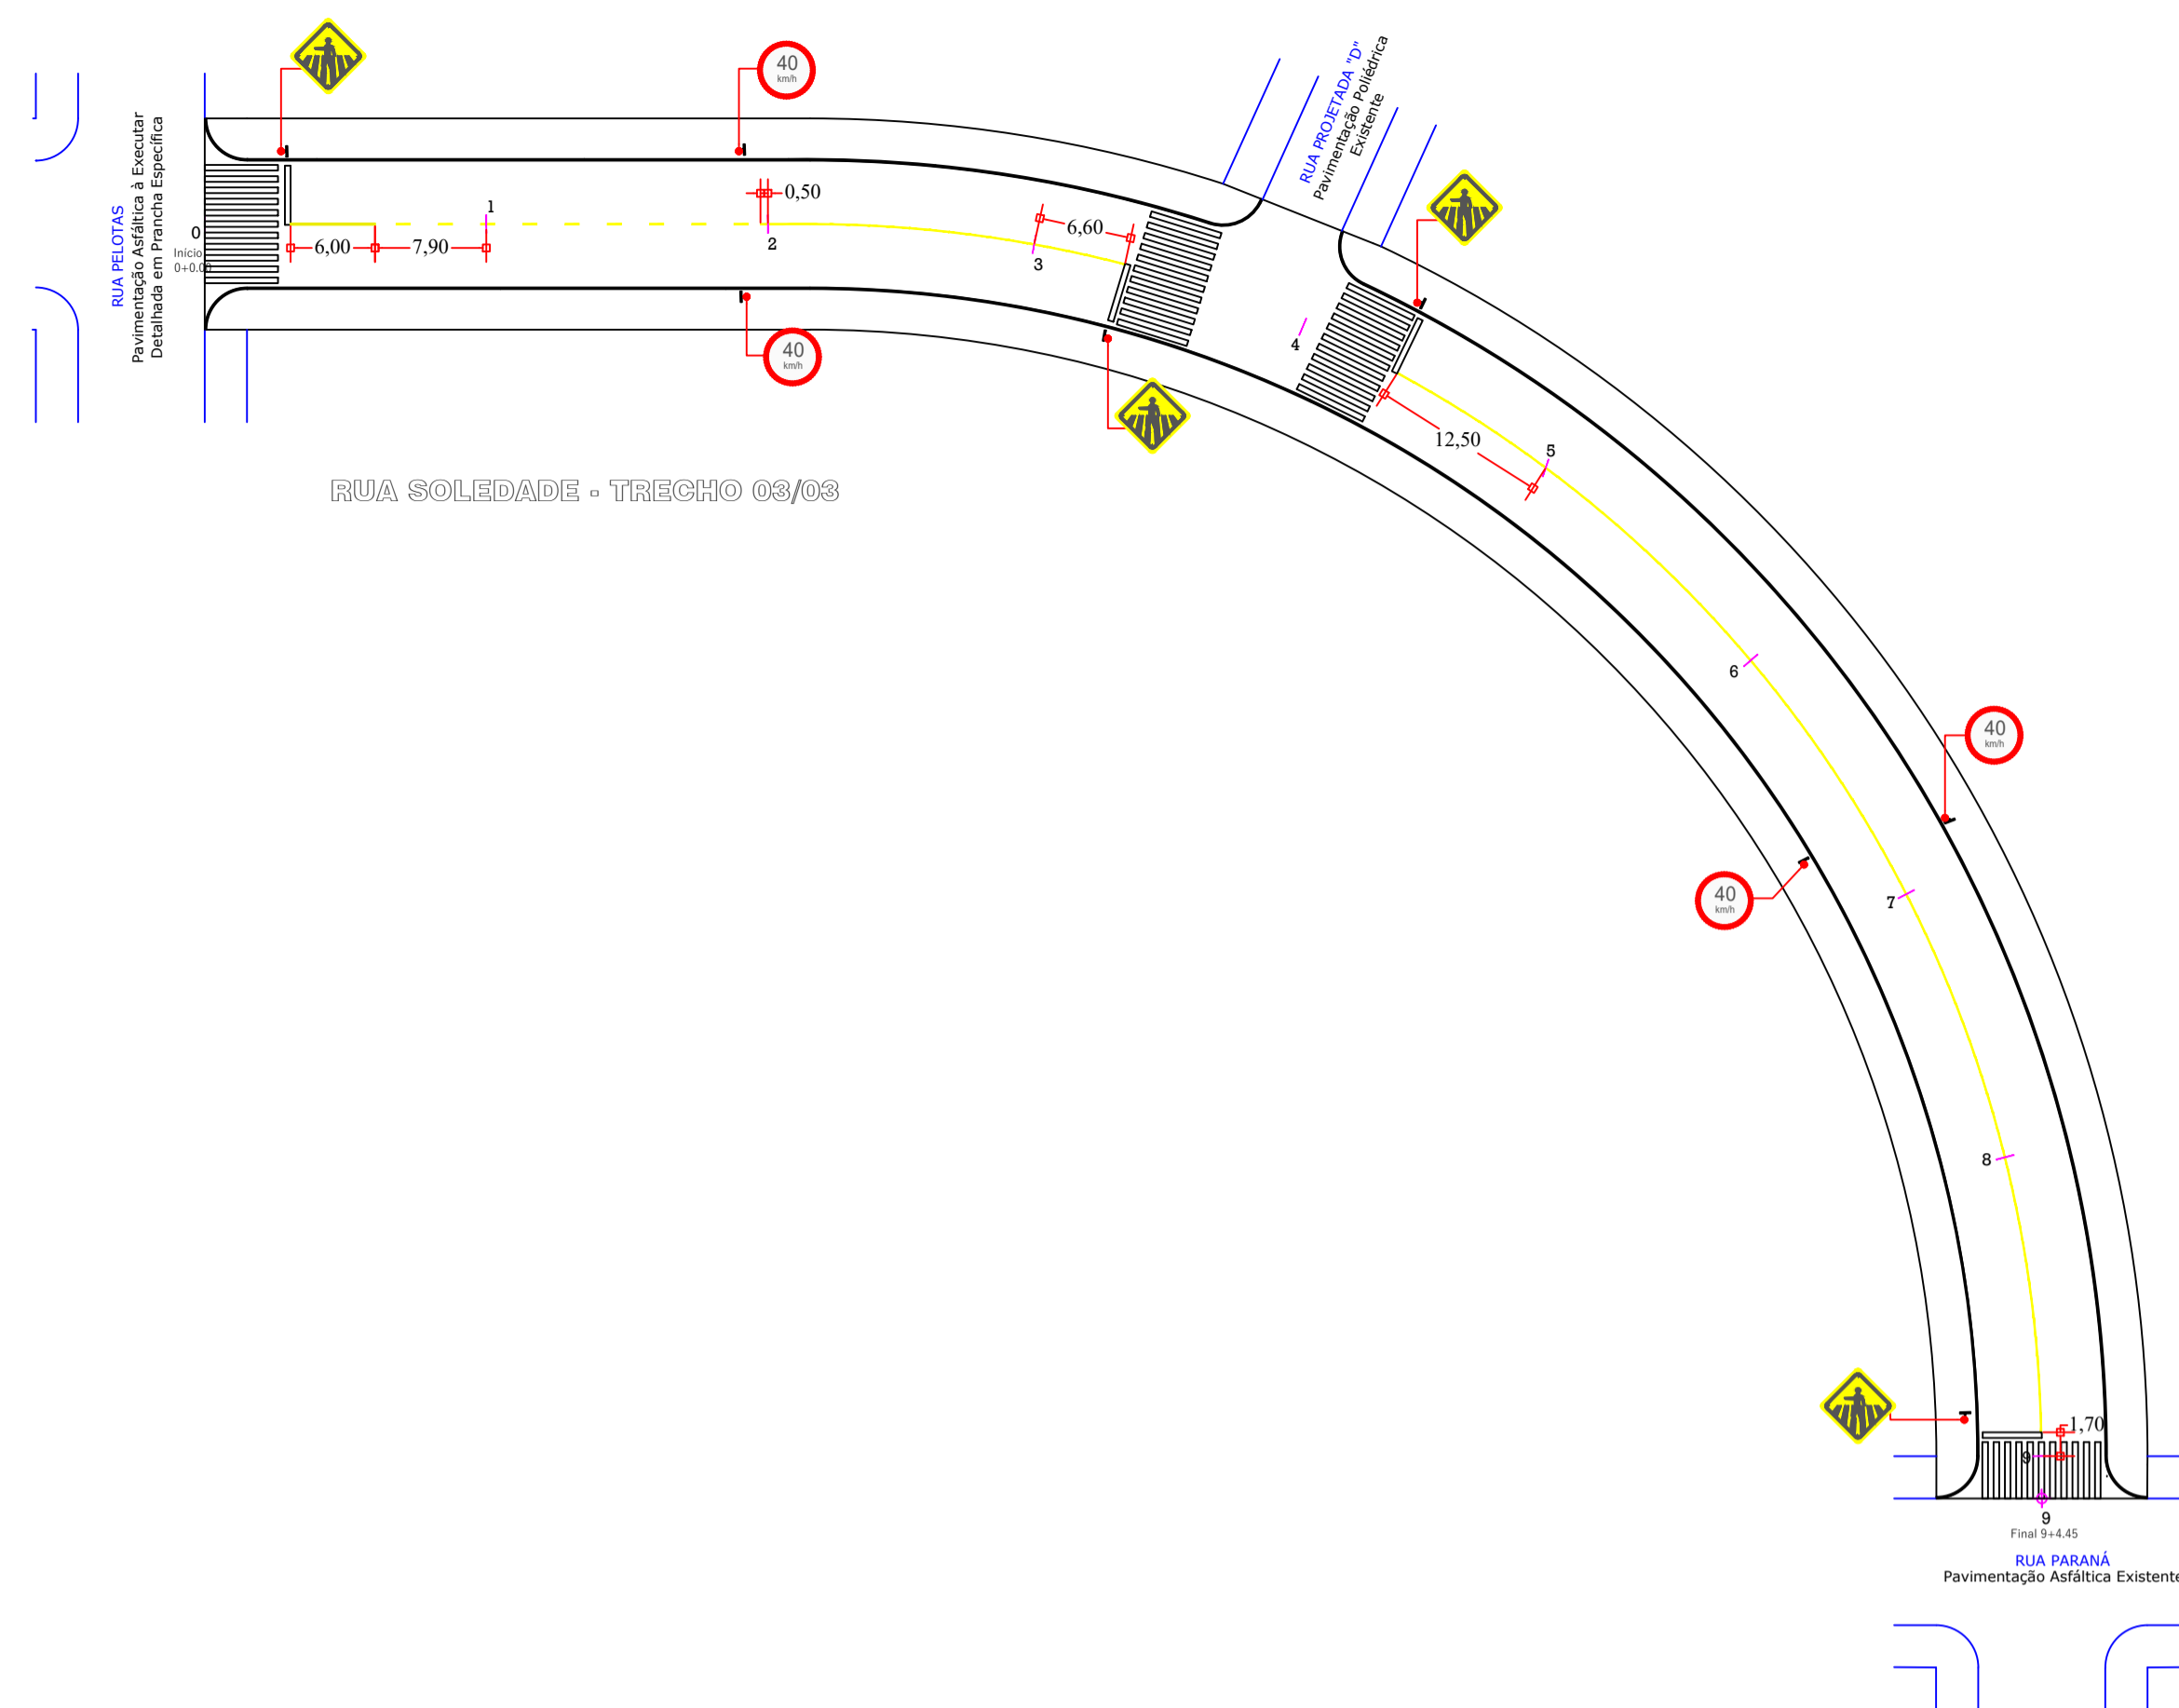 40
km/h
RUA PROJETADA "D"
Pavimentação Poliédrica
Existente
RUA PELOTAS
Pavimentação Asfáltica à Executar
Detalhada em Prancha Específica
0
Início
0+0.00
6,00
7,90
1
0,50
2
6,60
3
40
km/h
4
12,50
5
RUA SOLEDADE - TRECHO 03/03
6
40
km/h
7
40
km/h
8
1,70
9
9
Final 9+4.45
RUA PARANÁ
Pavimentação Asfáltica Existente